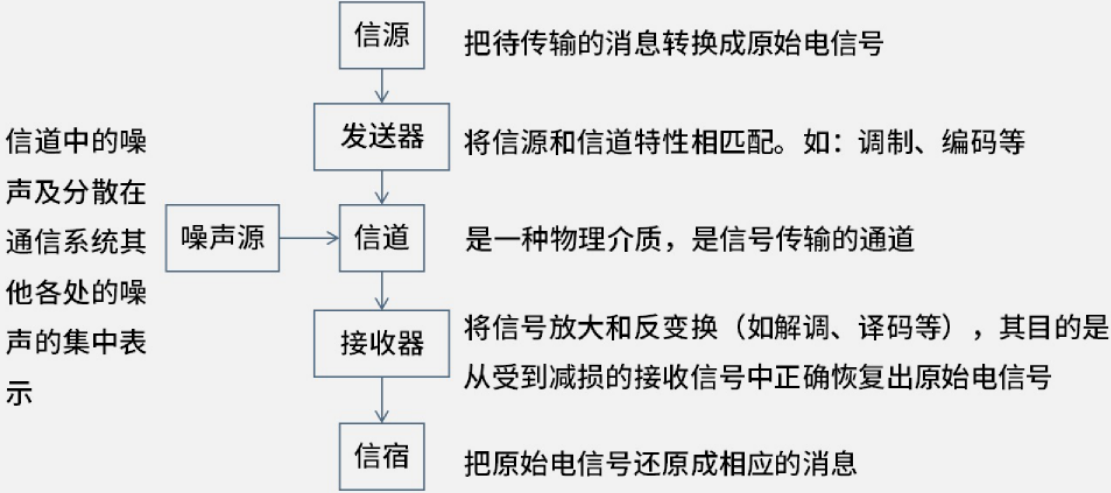 信源
把待传输的消息转换成原始电信号
发送器
将信源和信道特性相匹配。如：调制、编码等
信道中的噪
声及分散在
通信系统其
他各处的噪
声的集中表
示
噪声源
信道
是一种物理介质，是信号传输的通道
接收器
将信号放大和反变换（如解调、译码等），其目的是
从受到减损的接收信号中正确恢复出原始电信号
信宿
把原始电信号还原成相应的消息